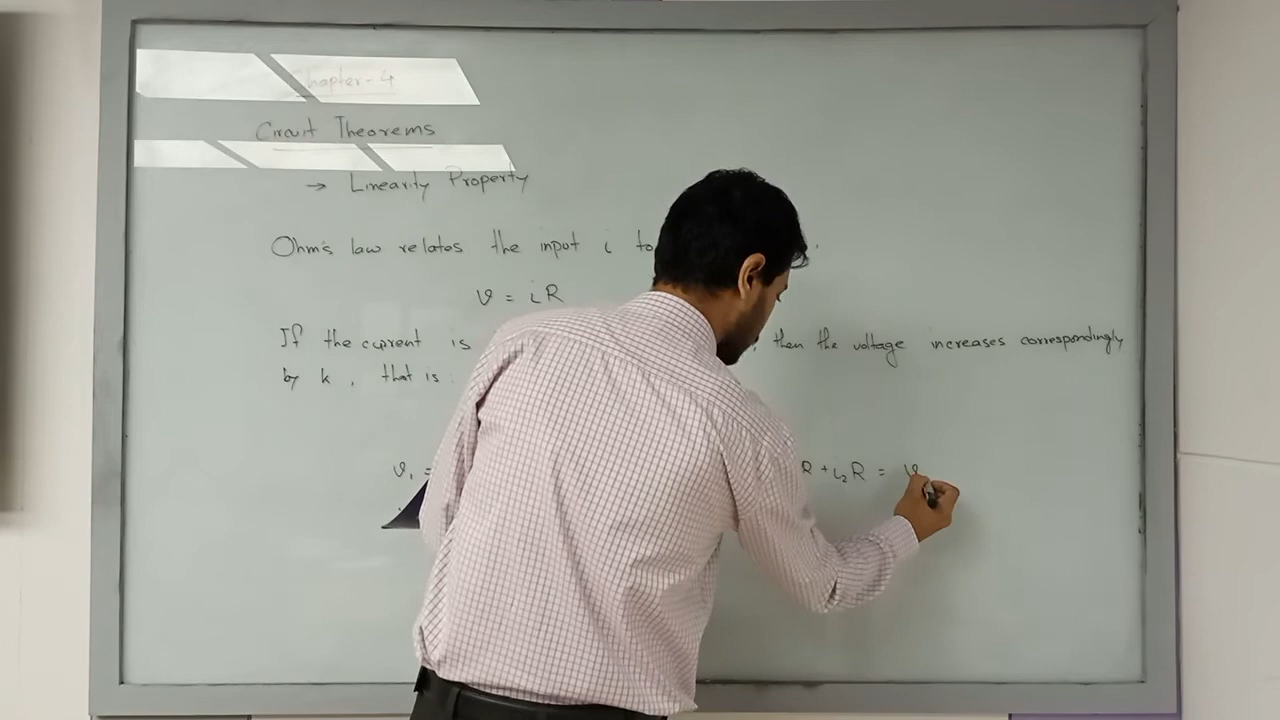 Chapter-4
Circuit Theorems
→ Linearity Property
Ohm's law relates the input i to
v = iR
If the current is then the voltage increases correspondingly
by k, that is
v₁ = R + i₂R = v